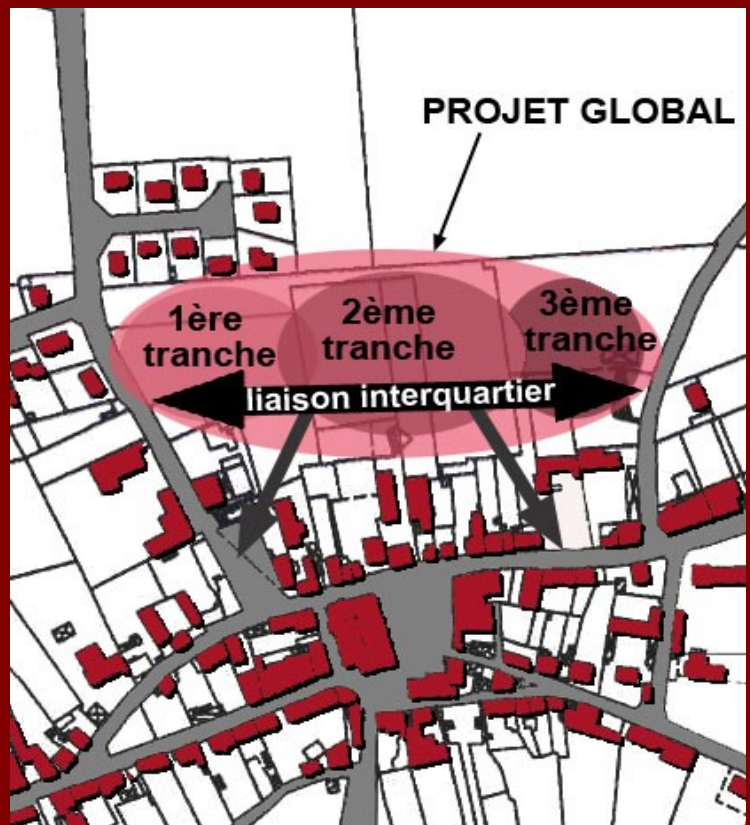 PROJET GLOBAL
1ère
tranche
2ème
tranche
3ème
tranche
liaison interquartier